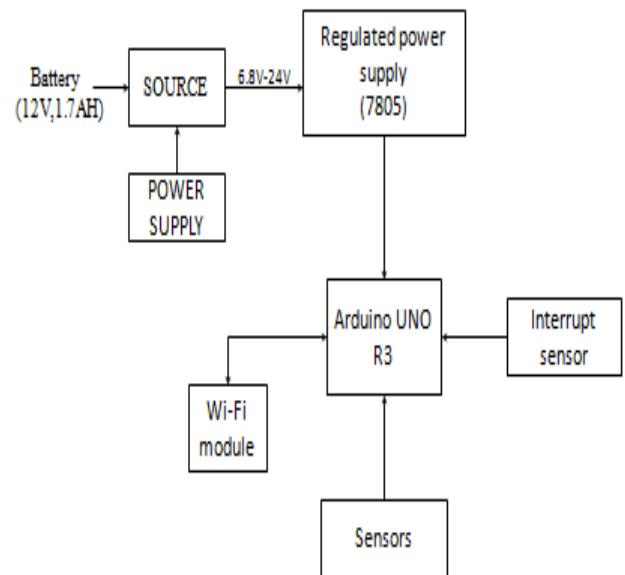 Battery
(12V,1.7AH)
SOURCE
6.8V-24V
Regulated power
supply
(7805)
POWER
SUPPLY
Arduino UNO
R3
Interrupt
sensor
Wi-Fi
module
Sensors